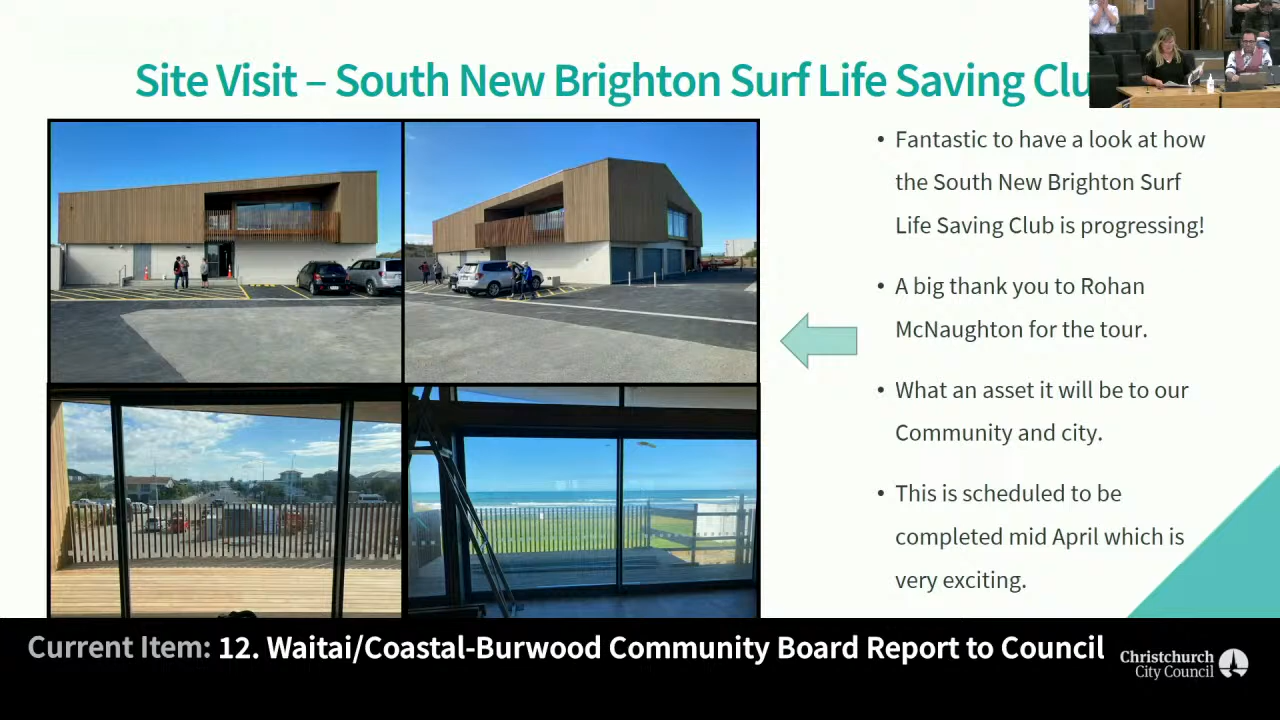 Site Visit – South New Brighton Surf Life Saving Clu
• Fantastic to have a look at how
the South New Brighton Surf
Life Saving Club is progressing!
• A big thank you to Rohan
McNaughton for the tour.
• What an asset it will be to our
Community and city.
• This is scheduled to be
completed mid April which is
very exciting.
Current Item: 12. Waitai/Coastal-Burwood Community Board Report to Council
Christchurch
City Council